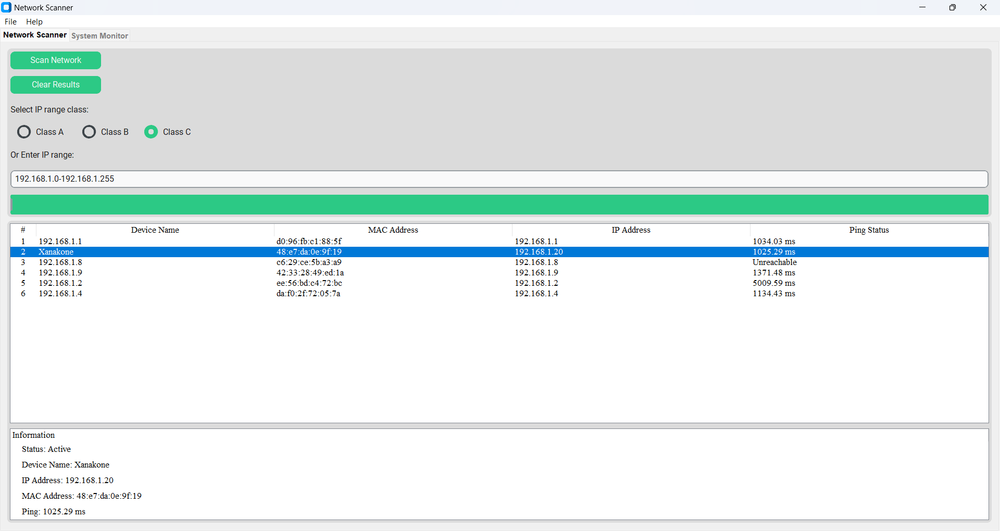 Network Scanner
File Help
Network Scanner System Monitor
Scan Network
Clear Results
Select IP range class:
Class A Class B Class C
Or Enter IP range:
192.168.1.0-192.168.1.255
# Device Name MAC Address IP Address Ping Status
1 192.168.1.1 d0:96:fb:c1:88:5f 192.168.1.1 1034.03 ms
2 Xanakone 48:e7:da:0e:9f:19 192.168.1.20 1025.29 ms
3 192.168.1.8 c6:29:ce:5b:a3:a9 192.168.1.8 Unreachable
4 192.168.1.9 42:33:28:49:ed:1a 192.168.1.9 1371.48 ms
5 192.168.1.2 ee:56:bd:c4:72:bc 192.168.1.2 5009.59 ms
6 192.168.1.4 da:f0:2f:72:05:7a 192.168.1.4 1134.43 ms
Information
Status: Active
Device Name: Xanakone
IP Address: 192.168.1.20
MAC Address: 48:e7:da:0e:9f:19
Ping: 1025.29 ms